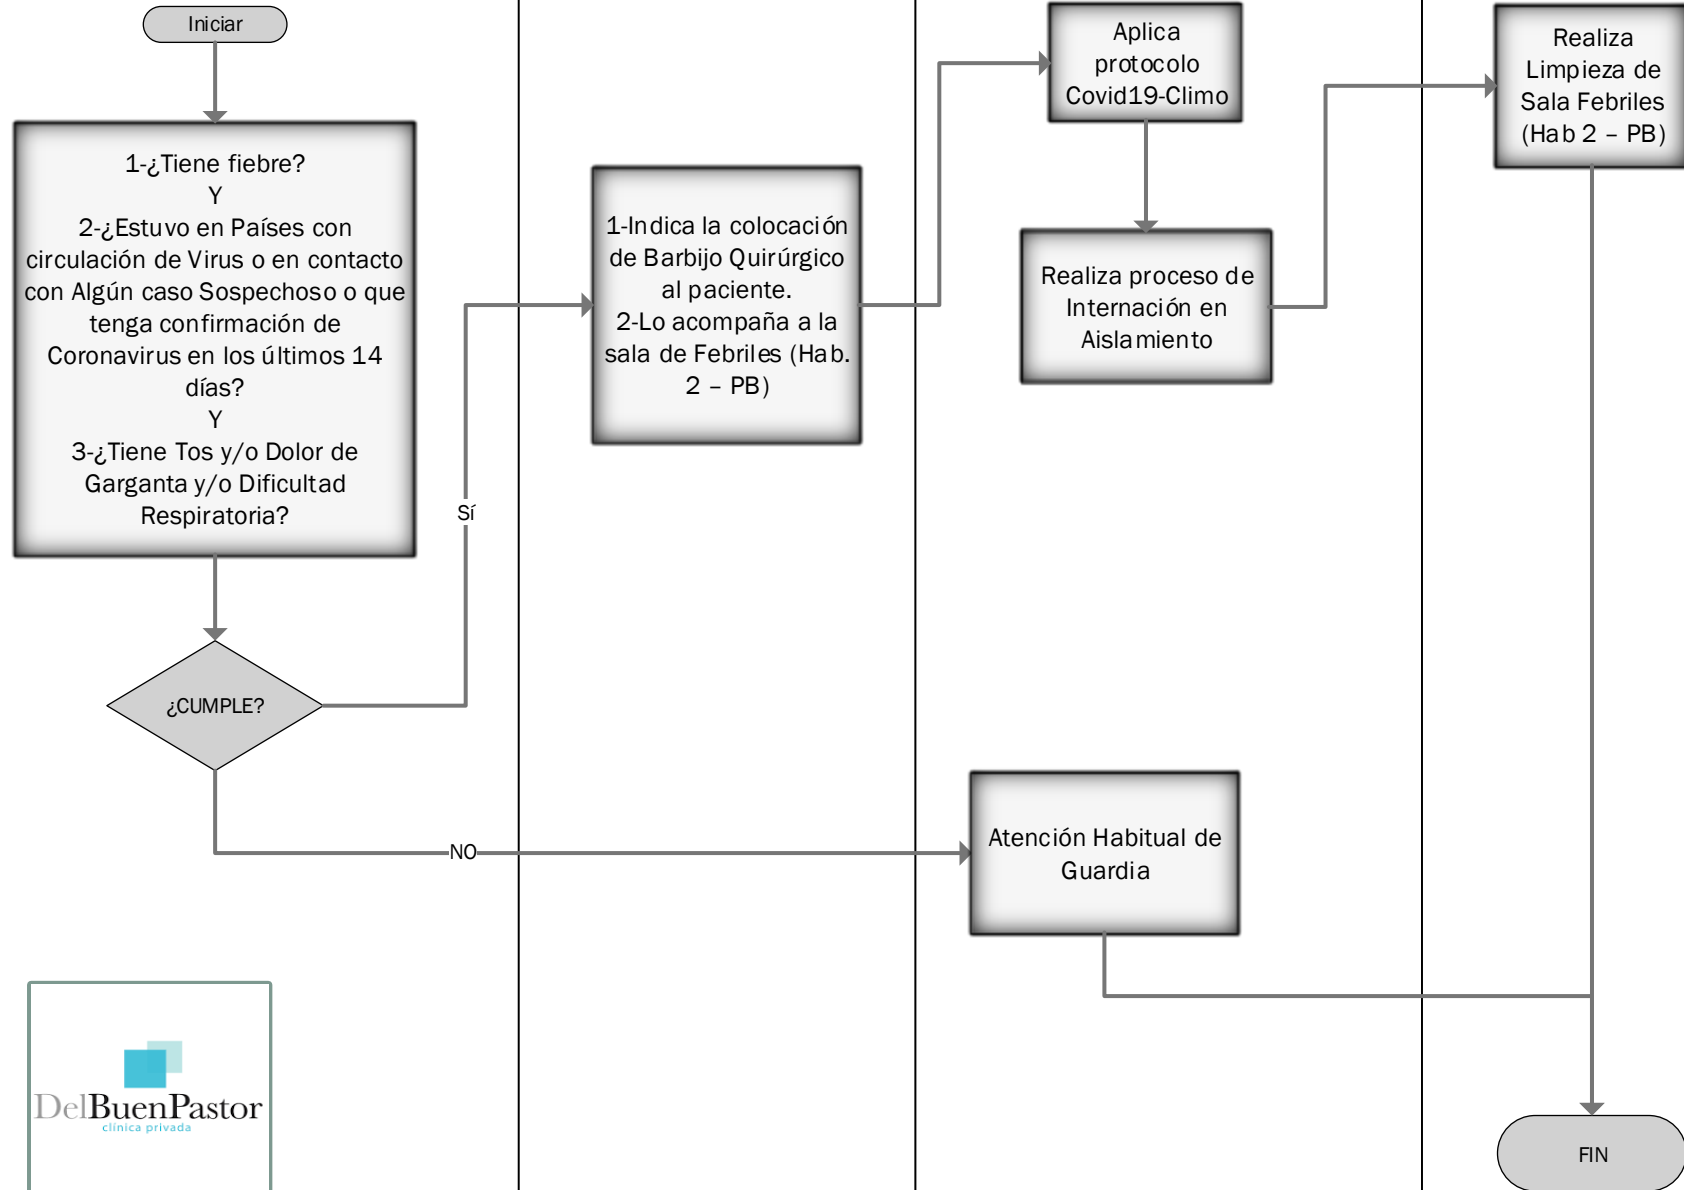 Iniciar
1-¿Tiene fiebre?
Y
2-¿Estuvo en Países con
circulación de Virus o en contacto
con Algún caso Sospechoso o que
tenga confirmación de
Coronavirus en los últimos 14
días?
Y
3-¿Tiene Tos y/o Dolor de
Garganta y/o Dificultad
Respiratoria?
¿CUMPLE?
Sí
NO
1-Indica la colocación
de Barbijo Quirúrgico
al paciente.
2-Lo acompaña a la
sala de Febriles (Hab.
2 – PB)
Aplica
protocolo
Covid19-Climo
Realiza proceso de
Internación en
Aislamiento
Atención Habitual de
Guardia
Realiza
Limpieza de
Sala Febriles
(Hab 2 – PB)
FIN
DelBuenPastor
clínica privada